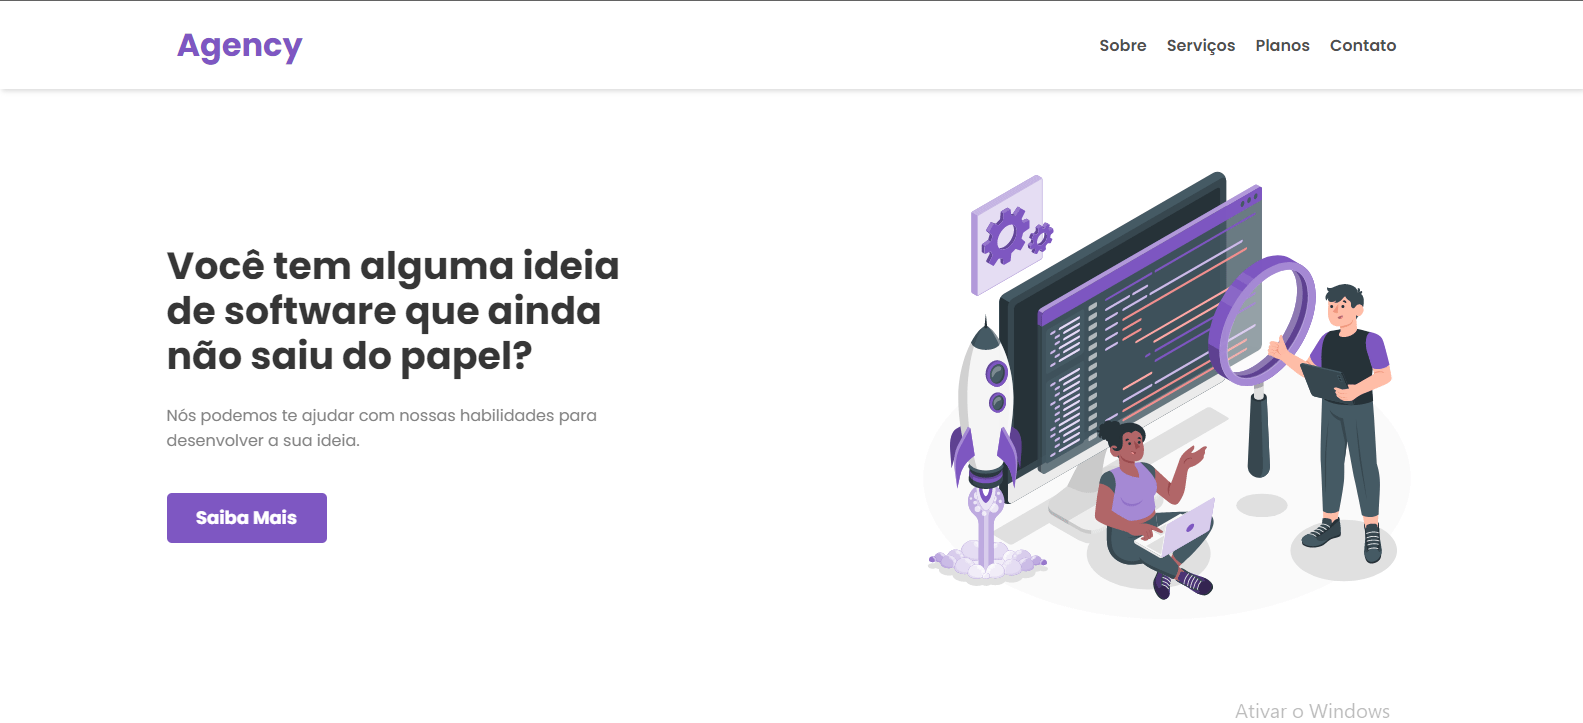 Agency
Sobre Serviços Planos Contato
Você tem alguma ideia
de software que ainda
não saiu do papel?
Nós podemos te ajudar com nossas habilidades para
desenvolver a sua ideia.
Saiba Mais
Ativar o Windows